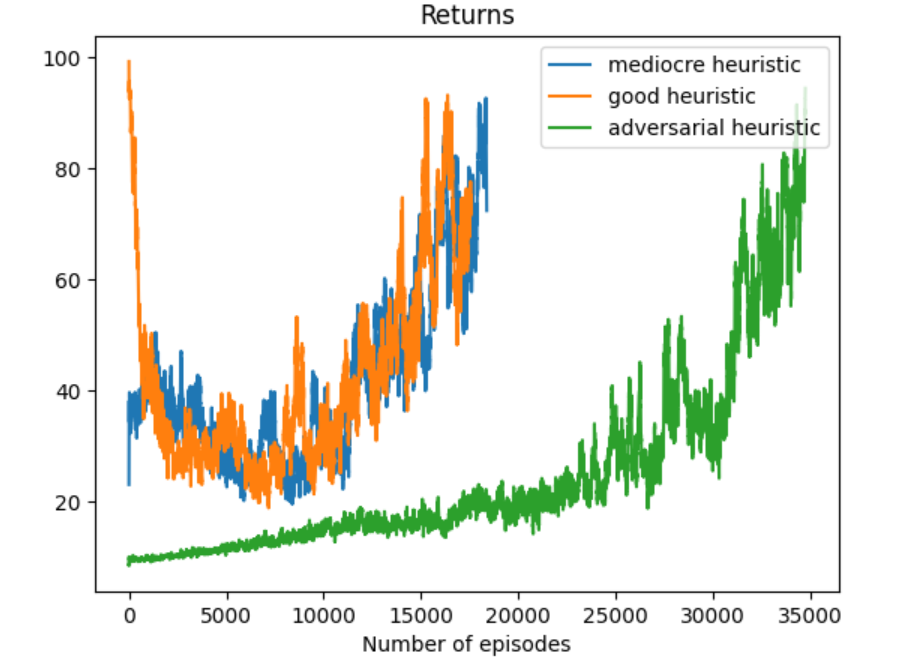 Returns
100
80
60
40
20
mediocre heuristic
good heuristic
adversarial heuristic
0
5000
10000
15000
20000
25000
30000
35000
Number of episodes